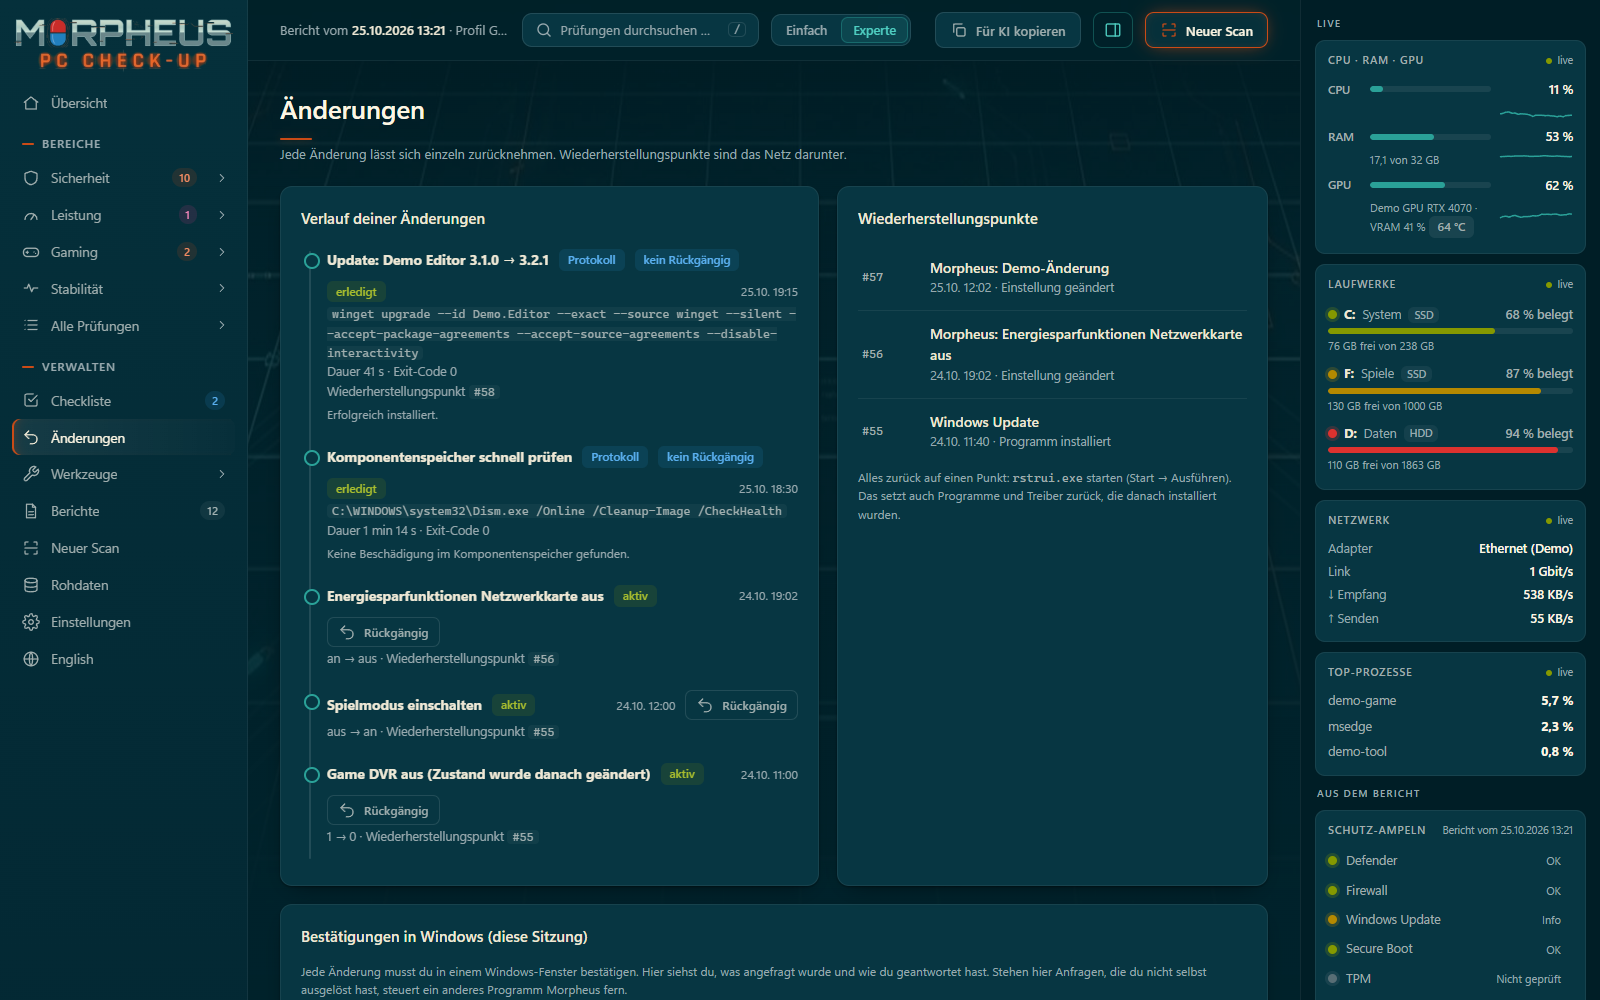 MORPHEUS
PC CHECK-UP
Übersicht
BEREICHE
Sicherheit 10
Leistung 1
Gaming 2
Stabilität
Alle Prüfungen
VERWALTEN
Checkliste 2
Änderungen
Werkzeuge
Berichte 12
Neuer Scan
Rohdaten
Einstellungen
English
Bericht vom 25.10.2026 13:21 · Profil G...
Prüfungen durchsuchen ... /
Einfach Experte
Für KI kopieren
Neuer Scan
Änderungen
Jede Änderung lässt sich einzeln zurücknehmen. Wiederherstellungspunkte sind das Netz darunter.
Verlauf deiner Änderungen
Update: Demo Editor 3.1.0 → 3.2.1 Protokoll kein Rückgängig
erledigt 25.10. 19:15
winget upgrade --id Demo.Editor --exact --source winget --silent -
-accept-package-agreements --accept-source-agreements --disable-
interactivity
Dauer 41 s · Exit-Code 0
Wiederherstellungspunkt #58
Erfolgreich installiert.
Komponentenspeicher schnell prüfen Protokoll kein Rückgängig
erledigt 25.10. 18:30
C:\WINDOWS\system32\Dism.exe /Online /Cleanup-Image /CheckHealth
Dauer 1 min 14 s · Exit-Code 0
Keine Beschädigung im Komponentenspeicher gefunden.
Energiesparfunktionen Netzwerkkarte aus aktiv 24.10. 19:02
Rückgängig
an → aus · Wiederherstellungspunkt #56
Spielmodus einschalten aktiv 24.10. 12:00 Rückgängig
aus → an · Wiederherstellungspunkt #55
Game DVR aus (Zustand wurde danach geändert) aktiv 24.10. 11:00
Rückgängig
1 → 0 · Wiederherstellungspunkt #55
Wiederherstellungspunkte
#57 Morpheus: Demo-Änderung
25.10. 12:02 · Einstellung geändert
#56 Morpheus: Energiesparfunktionen Netzwerkkarte
aus
24.10. 19:02 · Einstellung geändert
#55 Windows Update
24.10. 11:40 · Programm installiert
Alles zurück auf einen Punkt: rstrui.exe starten (Start → Ausführen).
Das setzt auch Programme und Treiber zurück, die danach installiert
wurden.
Bestätigungen in Windows (diese Sitzung)
Jede Änderung musst du in einem Windows-Fenster bestätigen. Hier siehst du, was angefragt wurde und wie du geantwortet hast. Stehen hier Anfragen, die du nicht selbst
ausgelöst hast, steuert ein anderes Programm Morpheus fern.
LIVE
CPU · RAM · GPU live
CPU 11 %
RAM 53 %
17,1 von 32 GB
GPU 62 %
Demo GPU RTX 4070 ·
VRAM 41 % 64 °C
LAUFWERKE live
C: System SSD 68 % belegt
76 GB frei von 238 GB
F: Spiele SSD 87 % belegt
130 GB frei von 1000 GB
D: Daten HDD 94 % belegt
110 GB frei von 1863 GB
NETZWERK live
Adapter Ethernet (Demo)
Link 1 Gbit/s
↓ Empfang 538 KB/s
↑ Senden 55 KB/s
TOP-PROZESSE live
demo-game 5,7 %
msedge 2,3 %
demo-tool 0,8 %
AUS DEM BERICHT
SCHUTZ-AMPELN Bericht vom 25.10.2026 13:21
Defender OK
Firewall OK
Windows Update Info
Secure Boot OK
TPM Nicht geprüft